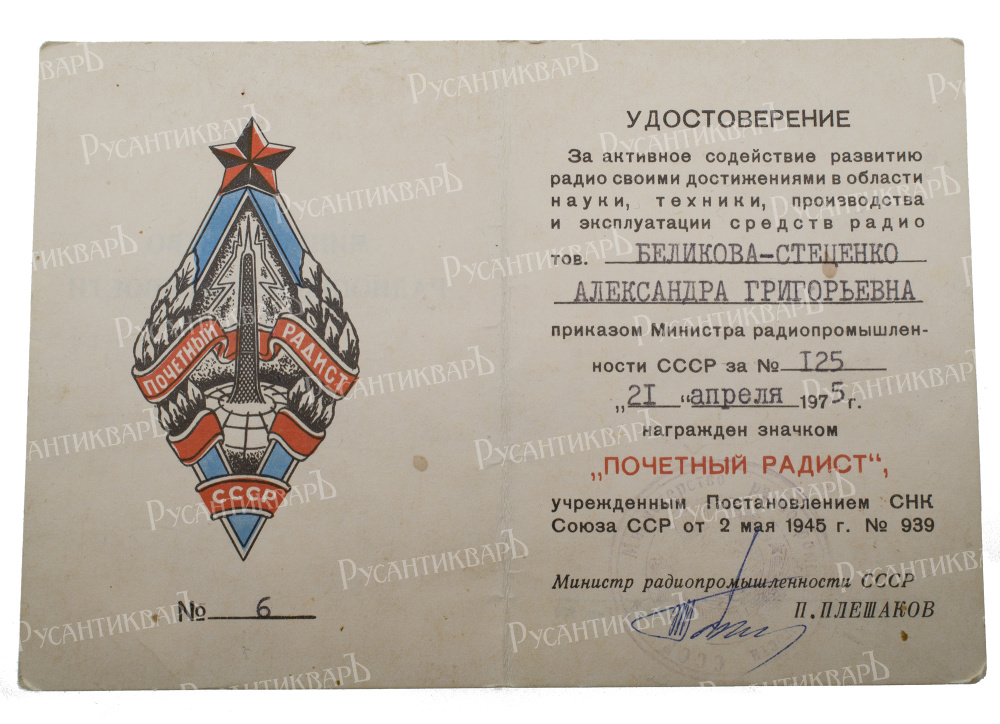 ПОЧЕТНЫЙ РАДИСТ
СССР
№ 6
УДОСТОВЕРЕНИЕ
За активное содействие развитию
радио своими достижениями в области
науки, техники, производства
и эксплуатации средств радио
тов. БЕЛИКОВА-СТЕЦЕНКО
АЛЕКСАНДРА ГРИГОРЬЕВНА
приказом Министра радиопромышлен-
ности СССР за № I25
„2I “ апреля 1975 г.
награжден значком
„ПОЧЕТНЫЙ РАДИСТ“,
учрежденным Постановлением СНК
Союза ССР от 2 мая 1945 г. № 939
Министр радиопромышленности СССР
П. ПЛЕШАКОВ
РусАнтикваръ